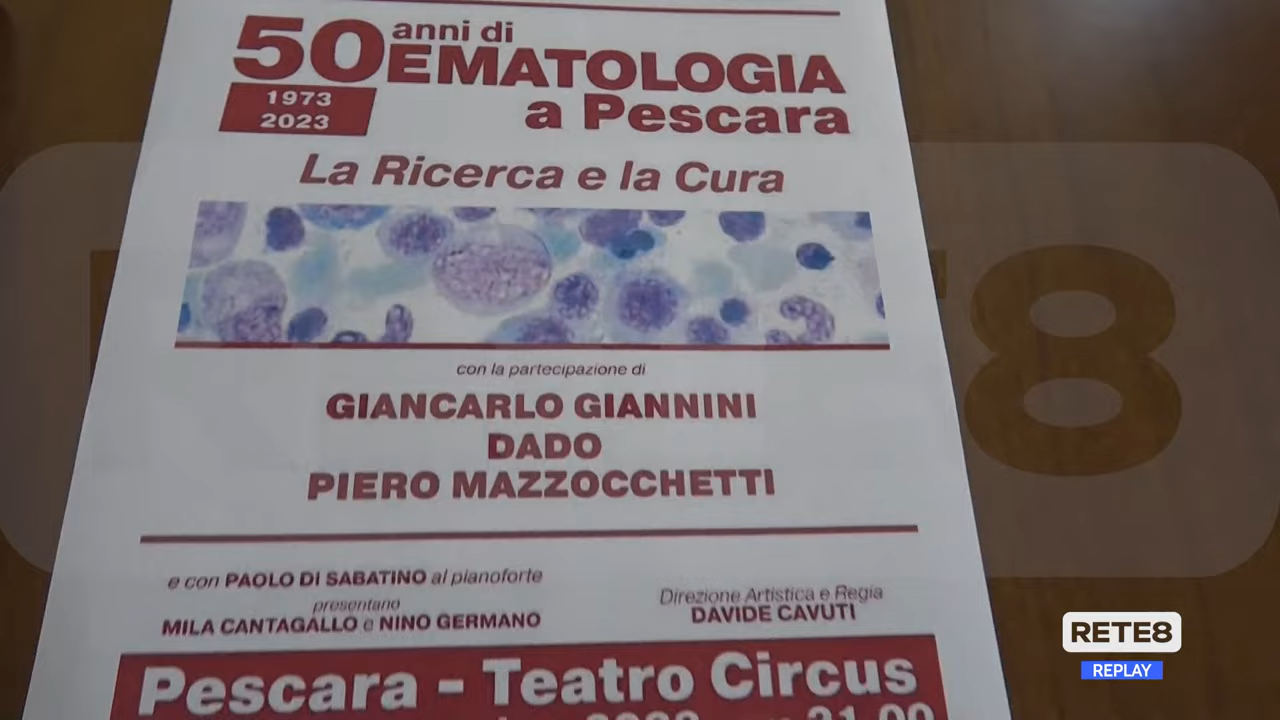 50 anni di
EMATOLOGIA
1973
2023
a Pescara
La Ricerca e la Cura
con la partecipazione di
GIANCARLO GIANNINI
DADO
PIERO MAZZOCCHETTI
e con PAOLO DI SABATINO al pianoforte
presentano
MILA CANTAGALLO e NINO GERMANO
Direzione Artistica e Regia
DAVIDE CAVUTI
Pescara - Teatro Circus
21.00
RETE8
REPLAY